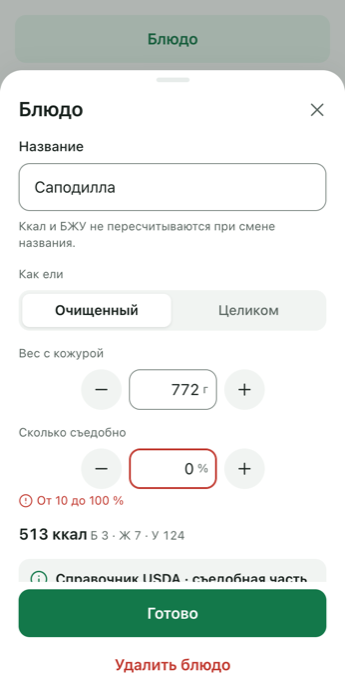 Блюдо
Блюдо
Название
Саподилла
Ккал и БЖУ не пересчитываются при смене
названия.
Как ели
Очищенный
Целиком
Вес с кожурой
772 г
Сколько съедобно
0 %
От 10 до 100 %
513 ккал Б 3 · Ж 7 · У 124
Справочник USDA · съедобная часть
Готово
Удалить блюдо